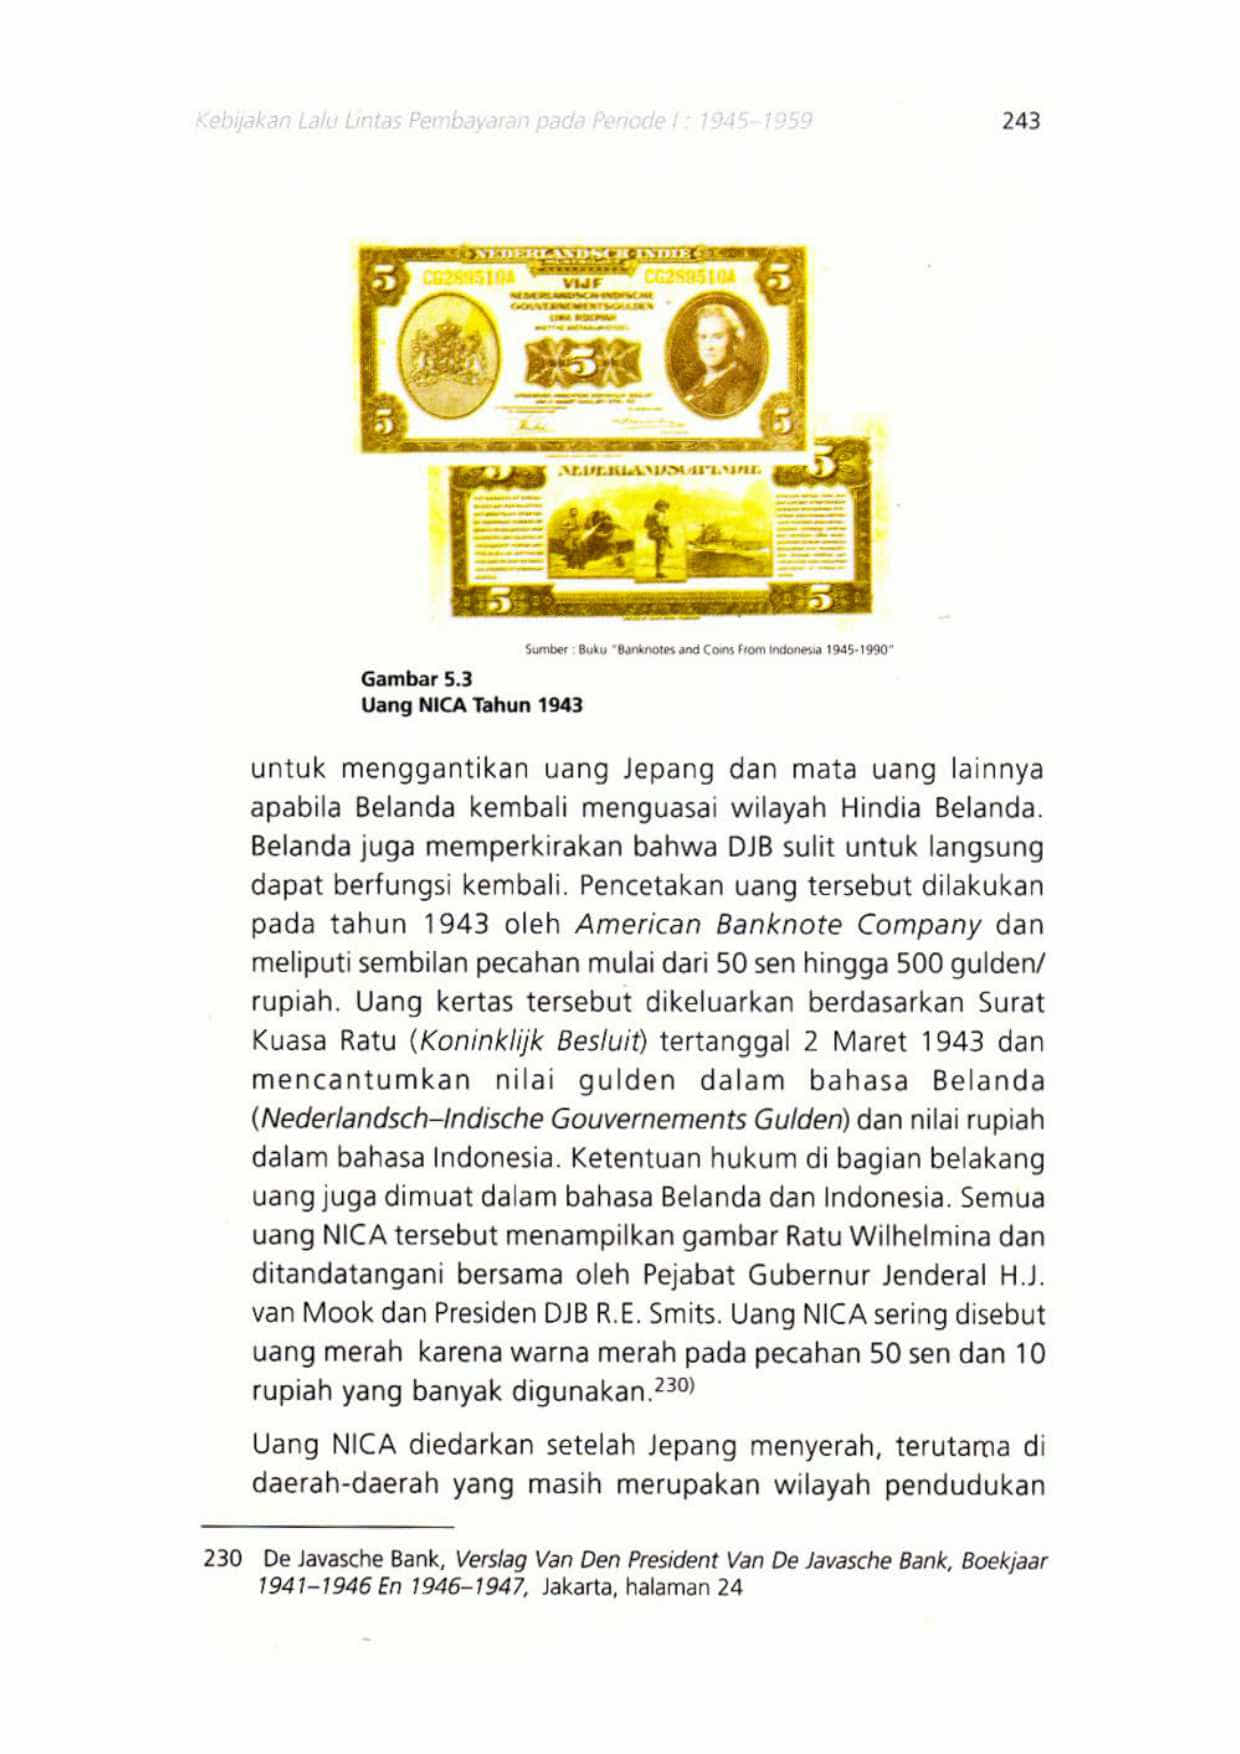 Kebijakan Lalu Lintas Pembayaran pada Periode I : 1945–1959 243
NEDERLANDSCH-INDIE
5 CG289510A VIJF CG289510A 5
NEDERLANDSCH-INDISCHE
GOUVERNEMENTSGULDEN
LIMA ROEPIAH
5
5 5
5 NEDERLANDSCH-INDIE 5
5 5
Sumber : Buku "Banknotes and Coins From Indonesia 1945-1990"
Gambar 5.3
Uang NICA Tahun 1943
untuk menggantikan uang Jepang dan mata uang lainnya
apabila Belanda kembali menguasai wilayah Hindia Belanda.
Belanda juga memperkirakan bahwa DJB sulit untuk langsung
dapat berfungsi kembali. Pencetakan uang tersebut dilakukan
pada tahun 1943 oleh American Banknote Company dan
meliputi sembilan pecahan mulai dari 50 sen hingga 500 gulden/
rupiah. Uang kertas tersebut dikeluarkan berdasarkan Surat
Kuasa Ratu (Koninklijk Besluit) tertanggal 2 Maret 1943 dan
mencantumkan nilai gulden dalam bahasa Belanda
(Nederlandsch–Indische Gouvernements Gulden) dan nilai rupiah
dalam bahasa Indonesia. Ketentuan hukum di bagian belakang
uang juga dimuat dalam bahasa Belanda dan Indonesia. Semua
uang NICA tersebut menampilkan gambar Ratu Wilhelmina dan
ditandatangani bersama oleh Pejabat Gubernur Jenderal H.J.
van Mook dan Presiden DJB R.E. Smits. Uang NICA sering disebut
uang merah karena warna merah pada pecahan 50 sen dan 10
rupiah yang banyak digunakan.230)
Uang NICA diedarkan setelah Jepang menyerah, terutama di
daerah-daerah yang masih merupakan wilayah pendudukan
230 De Javasche Bank, Verslag Van Den President Van De Javasche Bank, Boekjaar
1941–1946 En 1946–1947, Jakarta, halaman 24